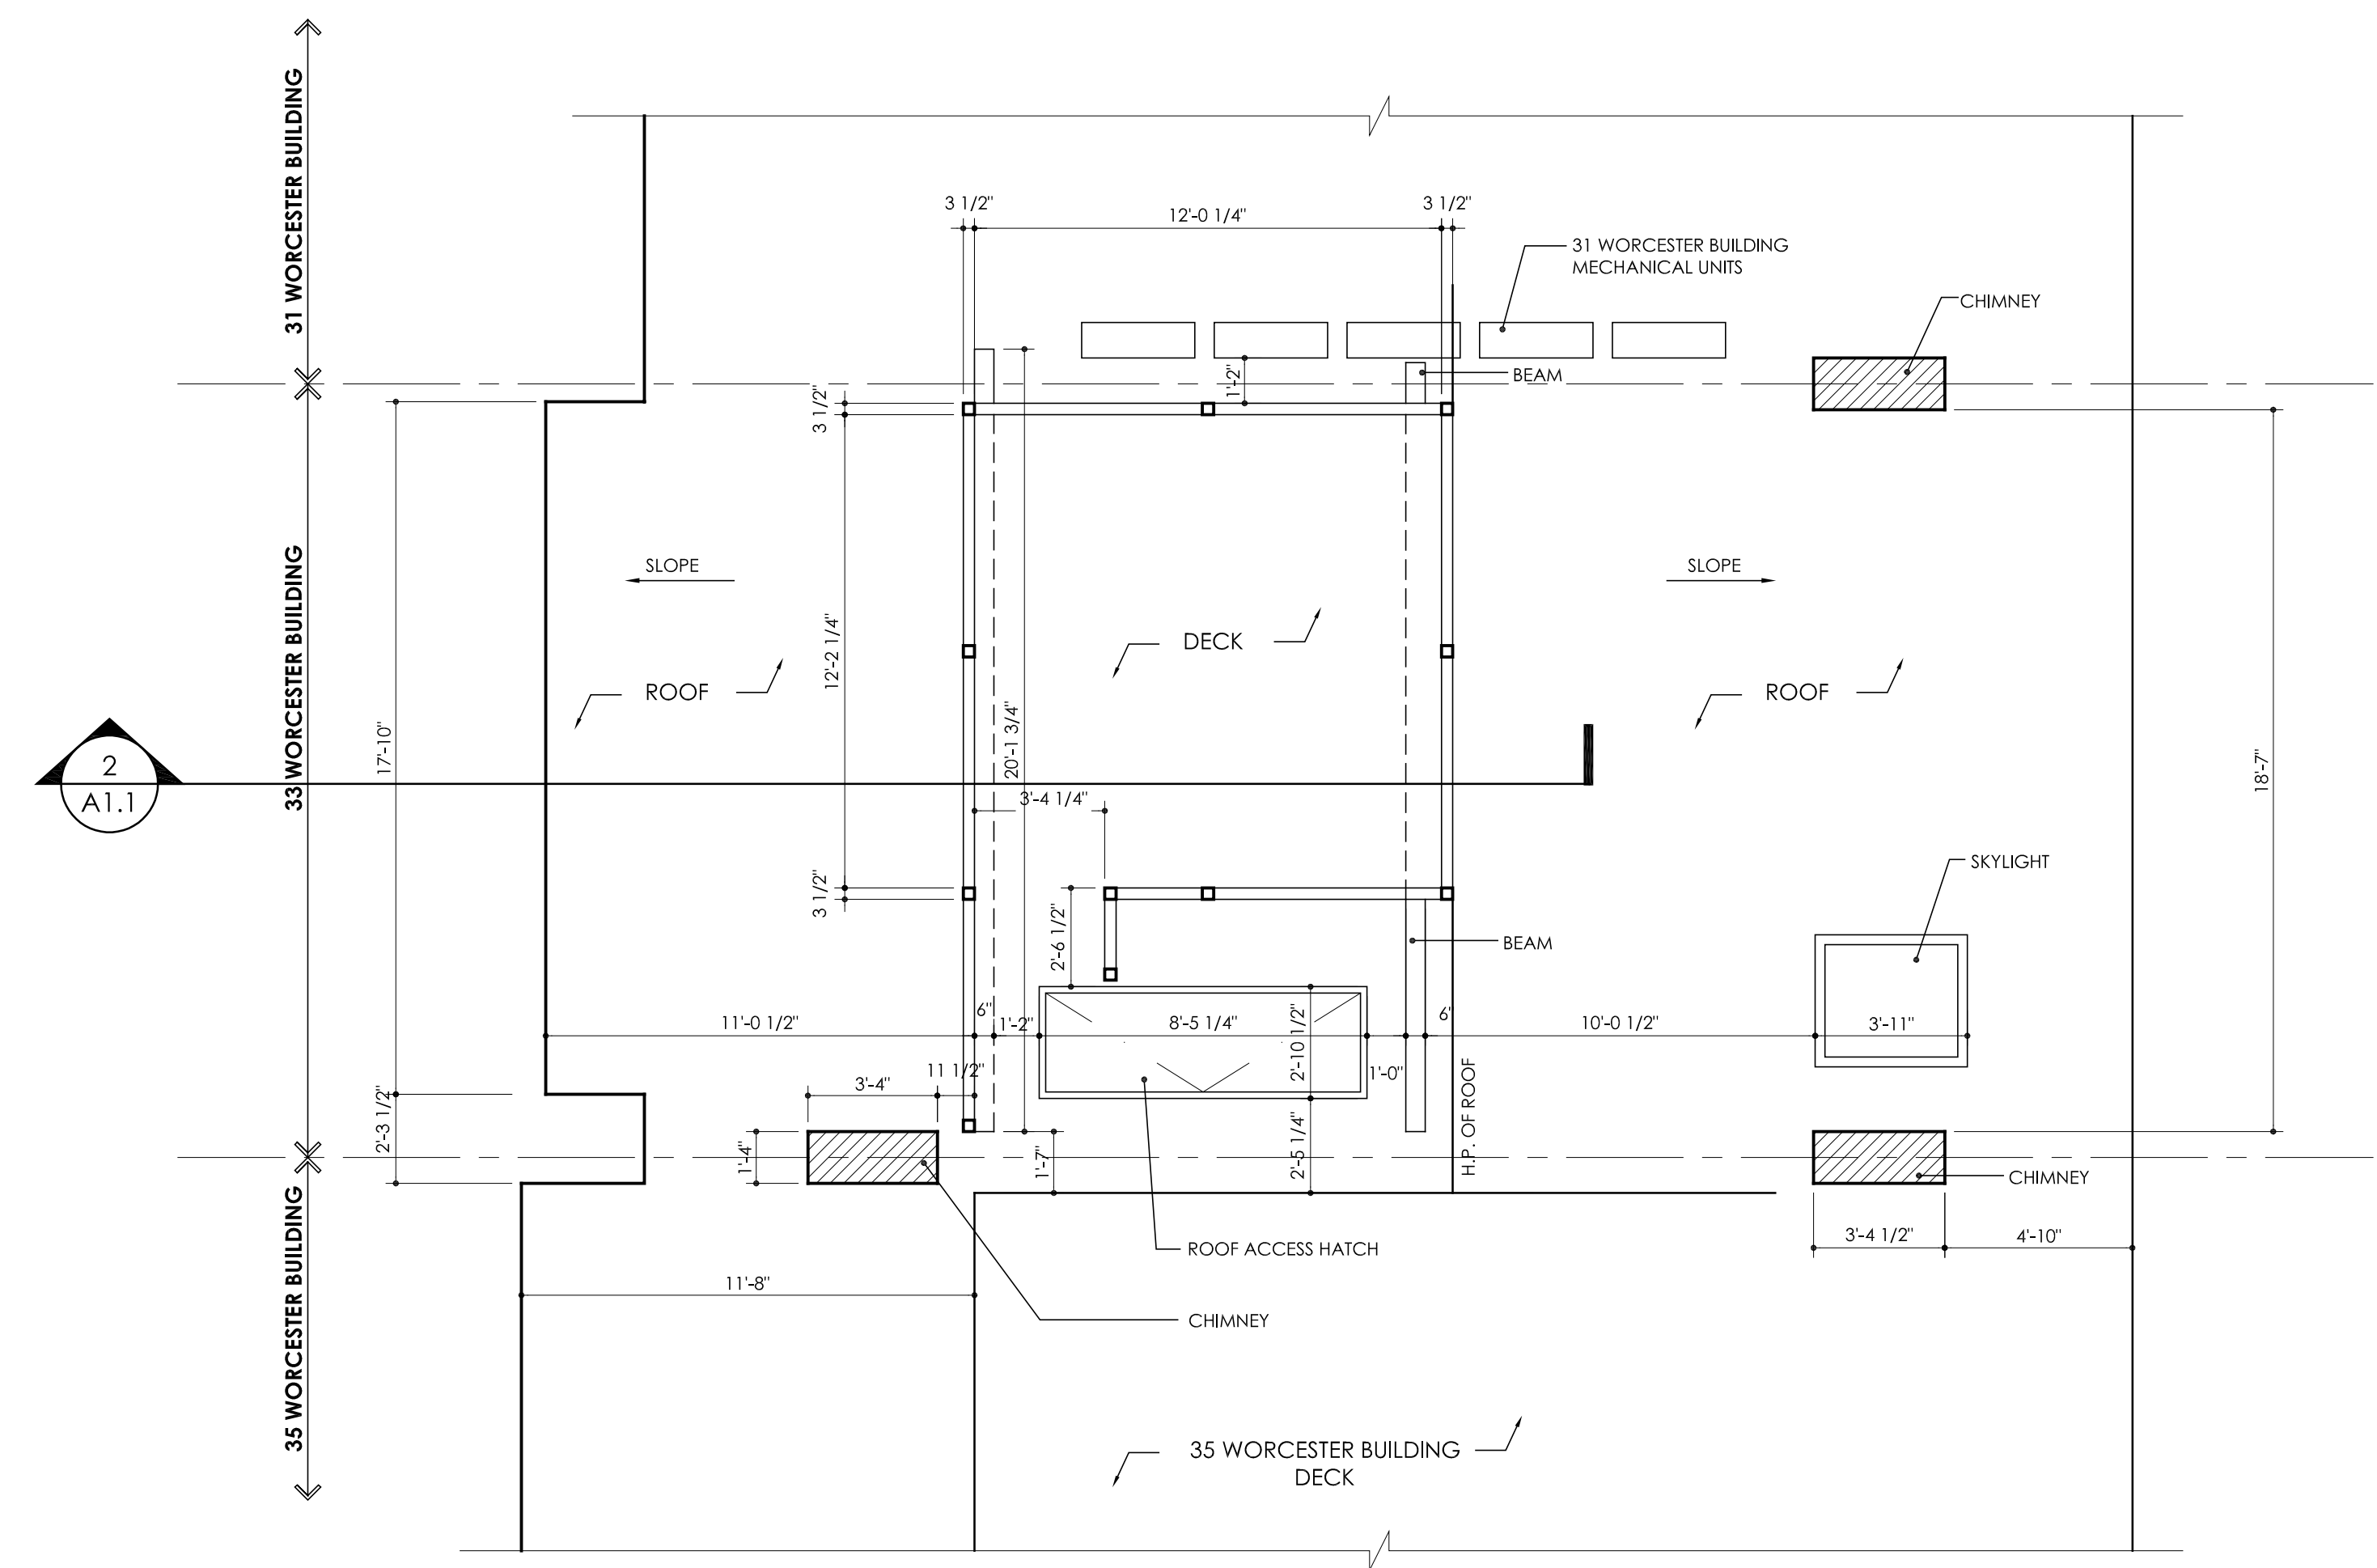 31 WORCESTER BUILDING
33 WORCESTER BUILDING
35 WORCESTER BUILDING
3 1/2"
12'-0 1/4"
3 1/2"
31 WORCESTER BUILDING
MECHANICAL UNITS
CHIMNEY
BEAM
1'-2"
3 1/2"
SLOPE
SLOPE
DECK
ROOF
ROOF
12'-2 1/4"
20'-1 3/4"
17'-10"
18'-7"
2
A1.1
3'-4 1/4"
3 1/2"
SKYLIGHT
2'-6 1/2"
BEAM
11'-0 1/2"
6"
1'-2"
8'-5 1/4"
2'-10 1/2"
6"
10'-0 1/2"
3'-11"
3'-4"
11 1/2"
1'-0"
H.P. OF ROOF
2'-3 1/2"
1'-4"
1'-7"
2'-5 1/4"
CHIMNEY
ROOF ACCESS HATCH
3'-4 1/2"
4'-10"
11'-8"
CHIMNEY
35 WORCESTER BUILDING
DECK